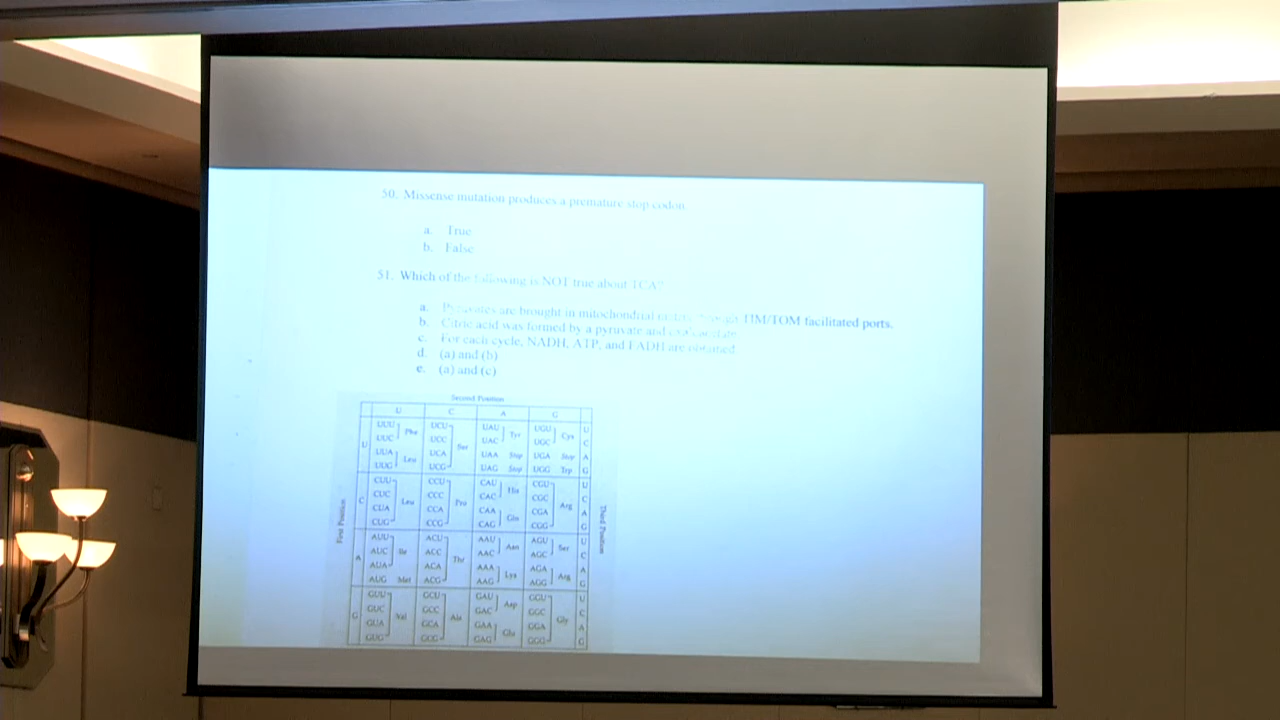 50. Missense mutation produces a premature stop codon.
a. True
b. False
51. Which of the following is NOT true about TCA?
a. Pyruvates are brought in mitochondrial TIM/TOM facilitated ports.
b. Citric acid was formed by a pyruvate and
c. For each cycle, NADH, ATP, and FADH are obtained
d. (a) and (b)
e. (a) and (c)
Second Position
U C A G
U UUU Phe UCU Ser UAU Tyr UGU Cys U
UUC UCC UAC UGC C
UUA Leu UCA UAA Stop UGA Stop A
UUG UCG UAG Stop UGG Trp G
C CUU Leu CCU Pro CAU His CGU Arg U
CUC CCC CAC CGC C
CUA CCA CAA Gln CGA A
CUG CCG CAG CGG G
A AUU Ile ACU Thr AAU Asn AGU Ser U
AUC ACC AAC AGC C
AUA ACA AAA Lys AGA Arg A
AUG Met ACG AAG AGG G
G GUU Val GCU Ala GAU Asp GGU Gly U
GUC GCC GAC GGC C
GUA GCA GAA Glu GGA A
GUG GCG GAG GGG G
First Position
Third Position